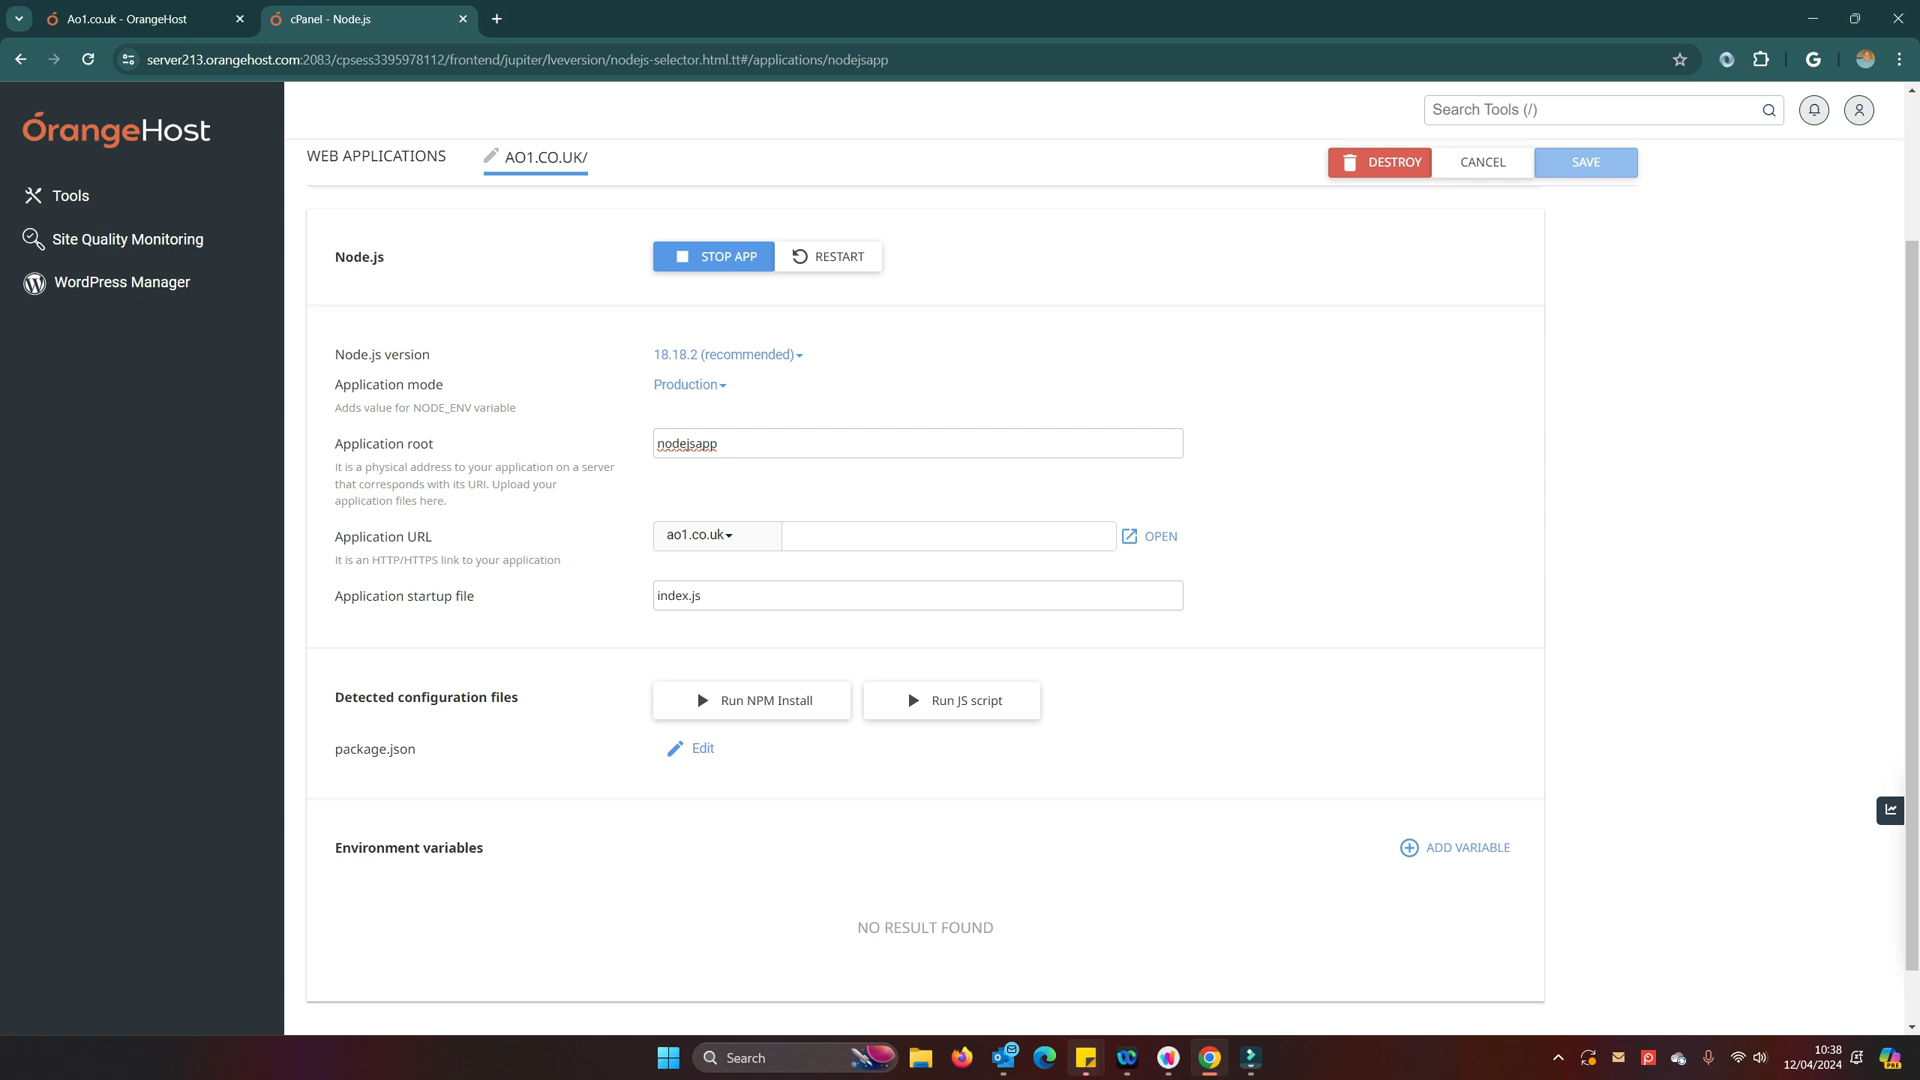 Ao1.co.uk - OrangeHost
cPanel - Node.js
server213.orangehost.com:2083/cpsess3395978112/frontend/jupiter/lveversion/nodejs-selector.html.tt#/applications/nodejsapp
OrangeHost
Search Tools (/)
Tools
Site Quality Monitoring
WordPress Manager
WEB APPLICATIONS
AO1.CO.UK/
DESTROY
CANCEL
SAVE
Node.js
STOP APP
RESTART
Node.js version
18.18.2 (recommended)
Application mode
Production
Adds value for NODE_ENV variable
Application root
nodejsapp
It is a physical address to your application on a server
that corresponds with its URI. Upload your
application files here.
Application URL
ao1.co.uk
OPEN
It is an HTTP/HTTPS link to your application
Application startup file
index.js
Detected configuration files
Run NPM Install
Run JS script
package.json
Edit
Environment variables
ADD VARIABLE
NO RESULT FOUND
Search
10:38
12/04/2024
PRE